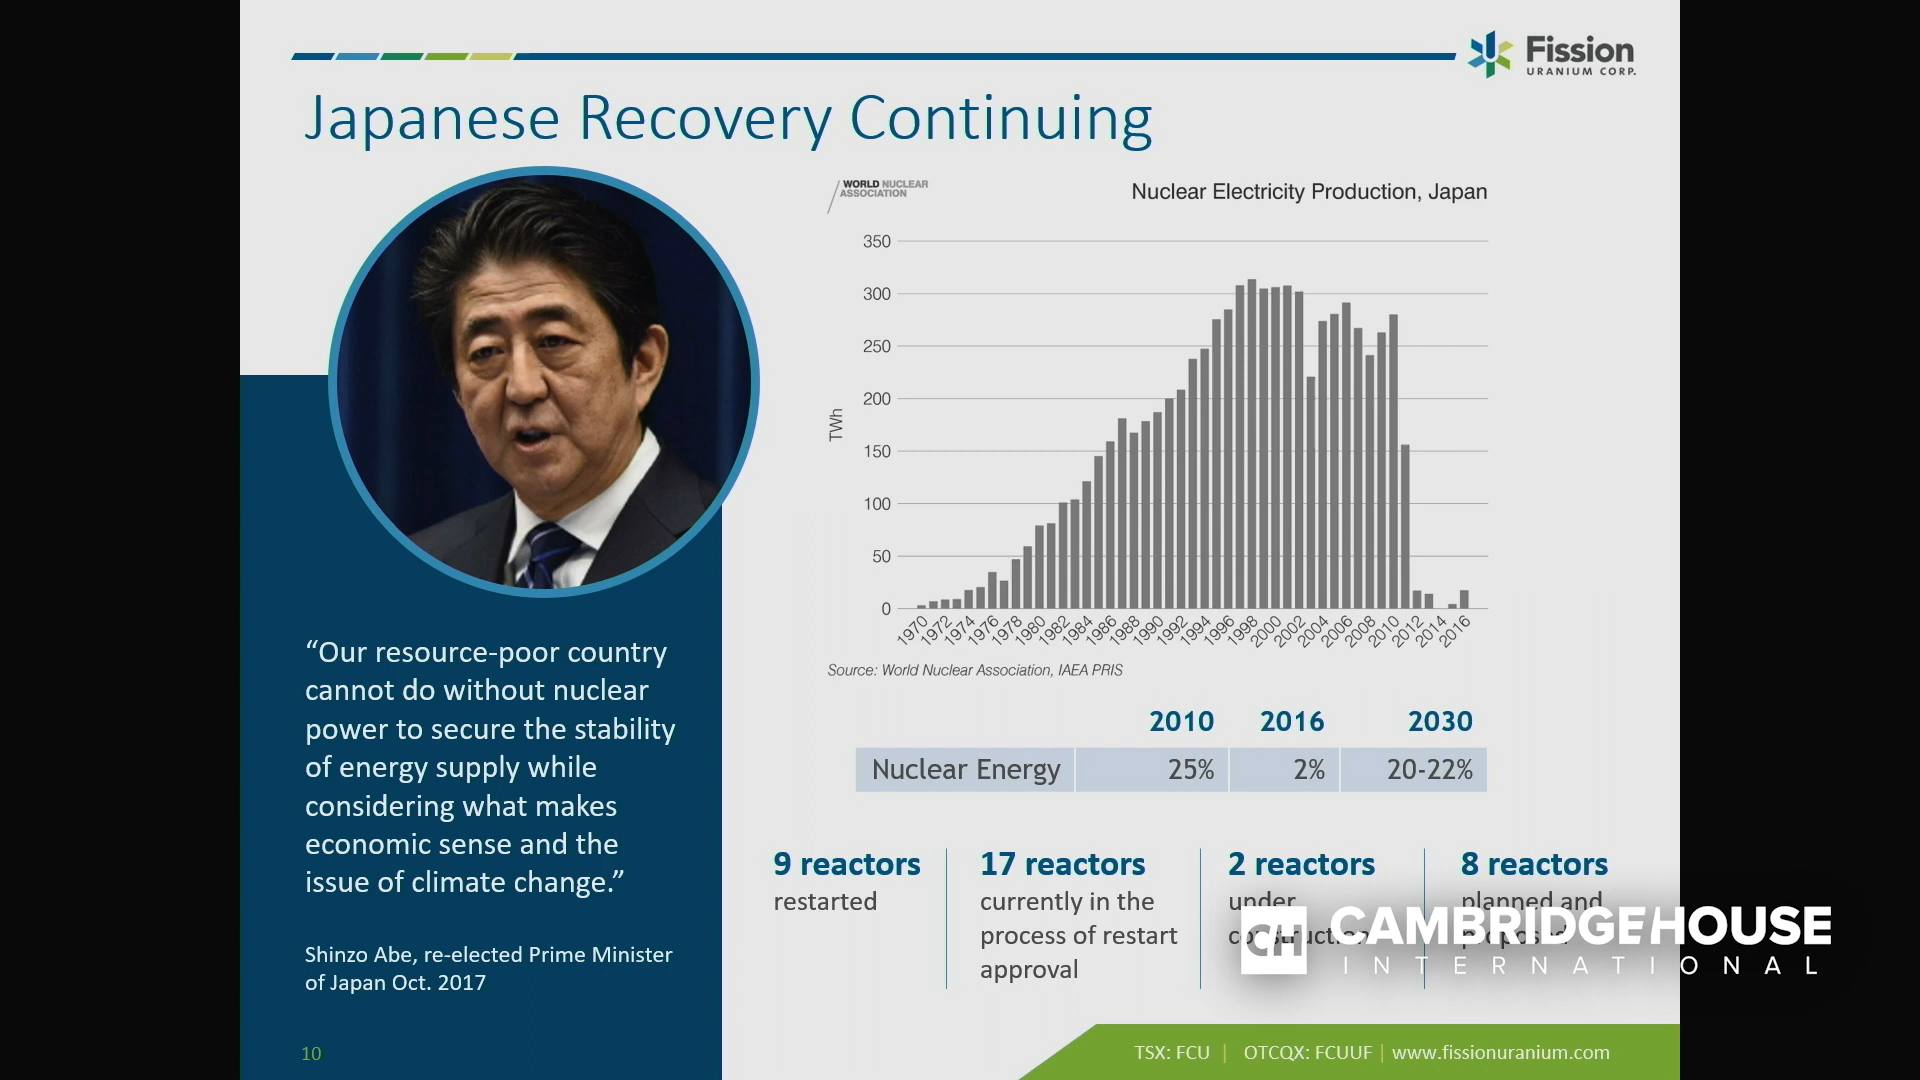 Fission
URANIUM CORP.
Japanese Recovery Continuing
WORLD NUCLEAR
ASSOCIATION
Nuclear Electricity Production, Japan
350
300
250
200
150
100
50
0
TWh
1970 1972 1974 1976 1978 1980 1982 1984 1986 1988 1990 1992 1994 1996 1998 2000 2002 2004 2006 2008 2010 2012 2014 2016
Source: World Nuclear Association, IAEA PRIS
“Our resource-poor country
cannot do without nuclear
power to secure the stability
of energy supply while
considering what makes
economic sense and the
issue of climate change.”
Shinzo Abe, re-elected Prime Minister
of Japan Oct. 2017
2010 2016 2030
Nuclear Energy 25% 2% 20-22%
9 reactors
restarted
17 reactors
currently in the
process of restart
approval
2 reactors
under
construction
8 reactors
planned and
proposed
CH CAMBRIDGEHOUSE
INTERNATIONAL
10
TSX: FCU | OTCQX: FCUUF | www.fissionuranium.com